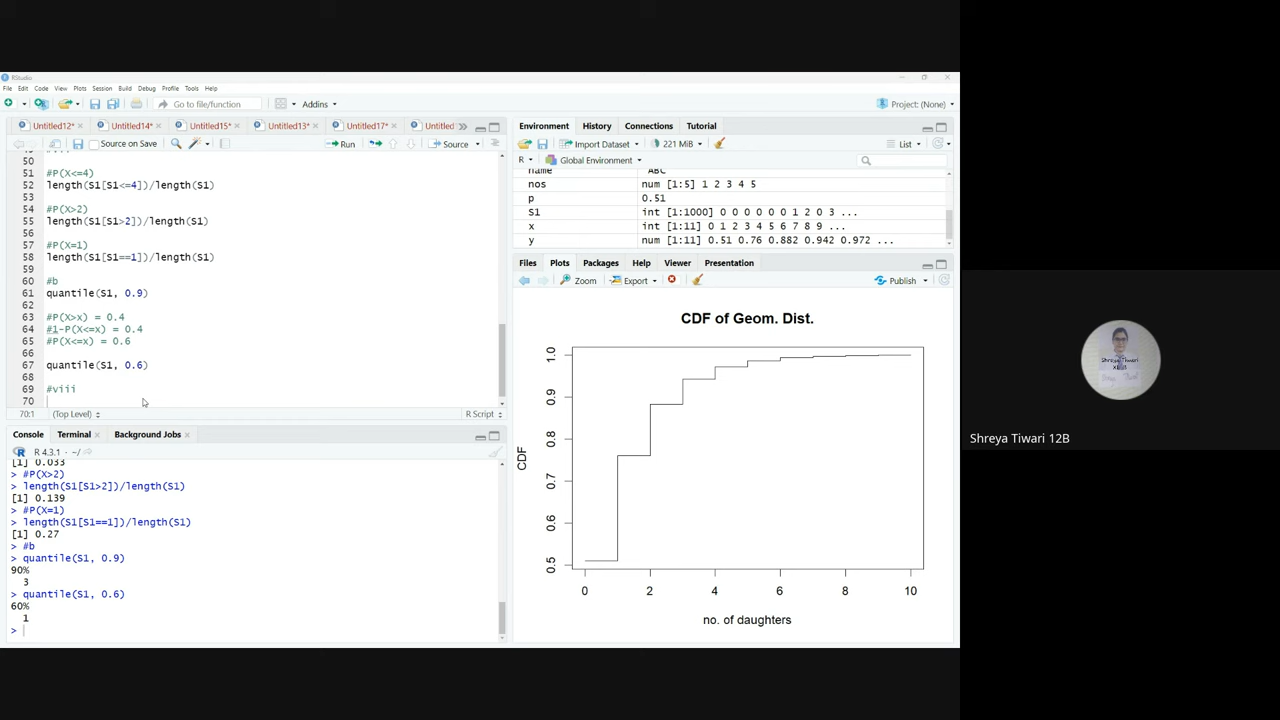 RStudio
File Edit Code View Plots Session Build Debug Profile Tools Help
Go to file/function Addins Project: (None)
Untitled12* Untitled14* Untitled15* Untitled13* Untitled17* Untitled
Source on Save Run Source
50
51 #P(X<=4)
52 length(S1[S1<=4])/length(S1)
53
54 #P(X>2)
55 length(S1[S1>2])/length(S1)
56
57 #P(X=1)
58 length(S1[S1==1])/length(S1)
59
60 #b
61 quantile(S1, 0.9)
62
63 #P(X>x) = 0.4
64 #1-P(X<=x) = 0.4
65 #P(X<=x) = 0.6
66
67 quantile(S1, 0.6)
68
69 #viii
70
70:1 (Top Level) R Script
Console Terminal Background Jobs
R 4.3.1 · ~/
[1] 0.033
> #P(X>2)
> length(S1[S1>2])/length(S1)
[1] 0.139
> #P(X=1)
> length(S1[S1==1])/length(S1)
[1] 0.27
> #b
> quantile(S1, 0.9)
90%
3
> quantile(S1, 0.6)
60%
1
>
Environment History Connections Tutorial
Import Dataset 221 MiB List
R Global Environment
name "ABC"
nos num [1:5] 1 2 3 4 5
p 0.51
S1 int [1:1000] 0 0 0 0 0 0 1 2 0 3 ...
x int [1:11] 0 1 2 3 4 5 6 7 8 9 ...
y num [1:11] 0.51 0.76 0.882 0.942 0.972 ...
Files Plots Packages Help Viewer Presentation
Zoom Export Publish
CDF of Geom. Dist.
CDF
1.0
0.9
0.8
0.7
0.6
0.5
0 2 4 6 8 10
no. of daughters
Shreya Tiwari
Shreya Tiwari 12B